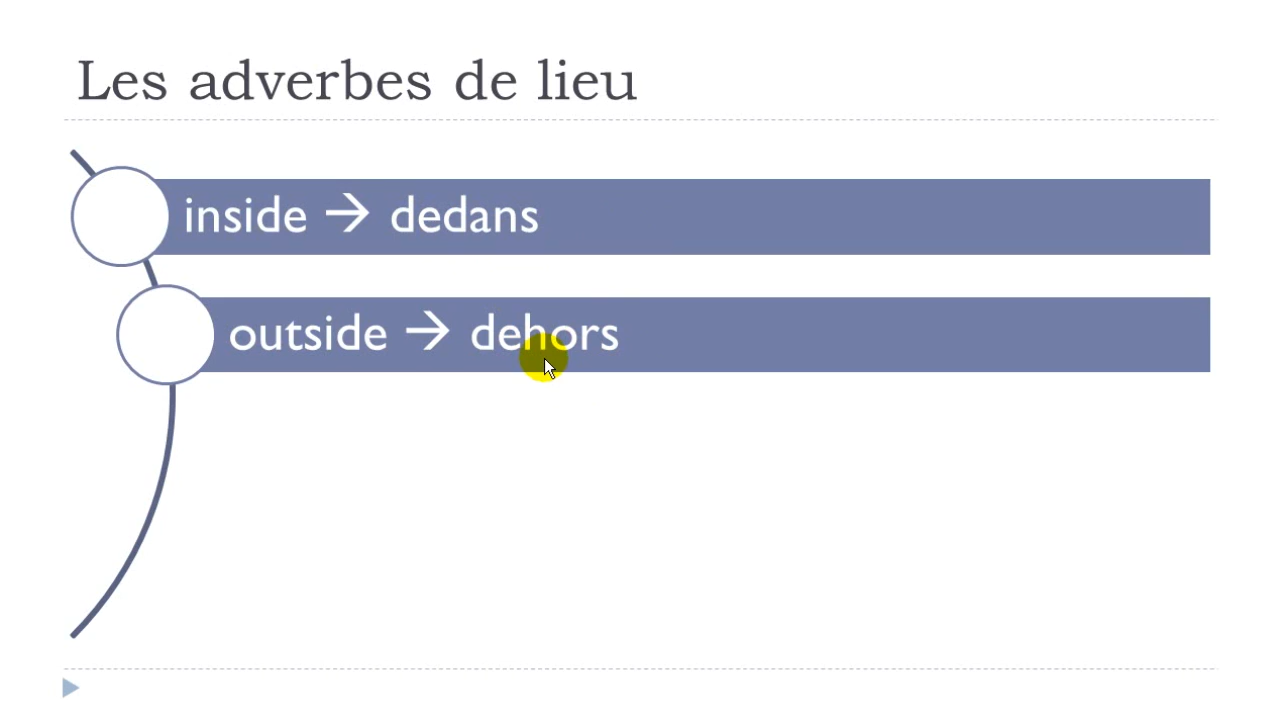 Les adverbes de lieu
inside → dedans
outside → dehors